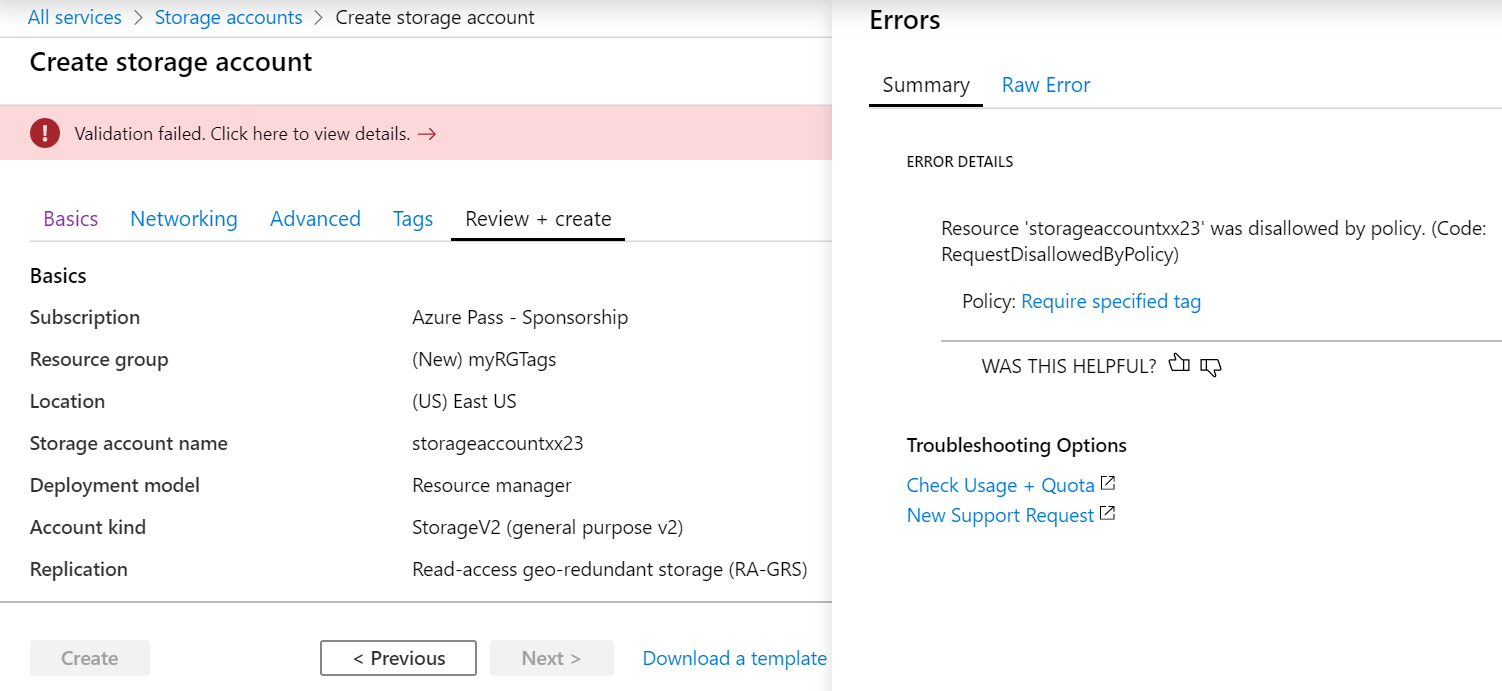 All services > Storage accounts > Create storage account
Create storage account
! Validation failed. Click here to view details. →
Basics Networking Advanced Tags Review + create
Basics
Subscription Azure Pass - Sponsorship
Resource group (New) myRGTags
Location (US) East US
Storage account name storageaccountxx23
Deployment model Resource manager
Account kind StorageV2 (general purpose v2)
Replication Read-access geo-redundant storage (RA-GRS)
Create < Previous Next > Download a template
Errors
Summary Raw Error
ERROR DETAILS
Resource 'storageaccountxx23' was disallowed by policy. (Code:
RequestDisallowedByPolicy)
Policy: Require specified tag
WAS THIS HELPFUL?
Troubleshooting Options
Check Usage + Quota
New Support Request